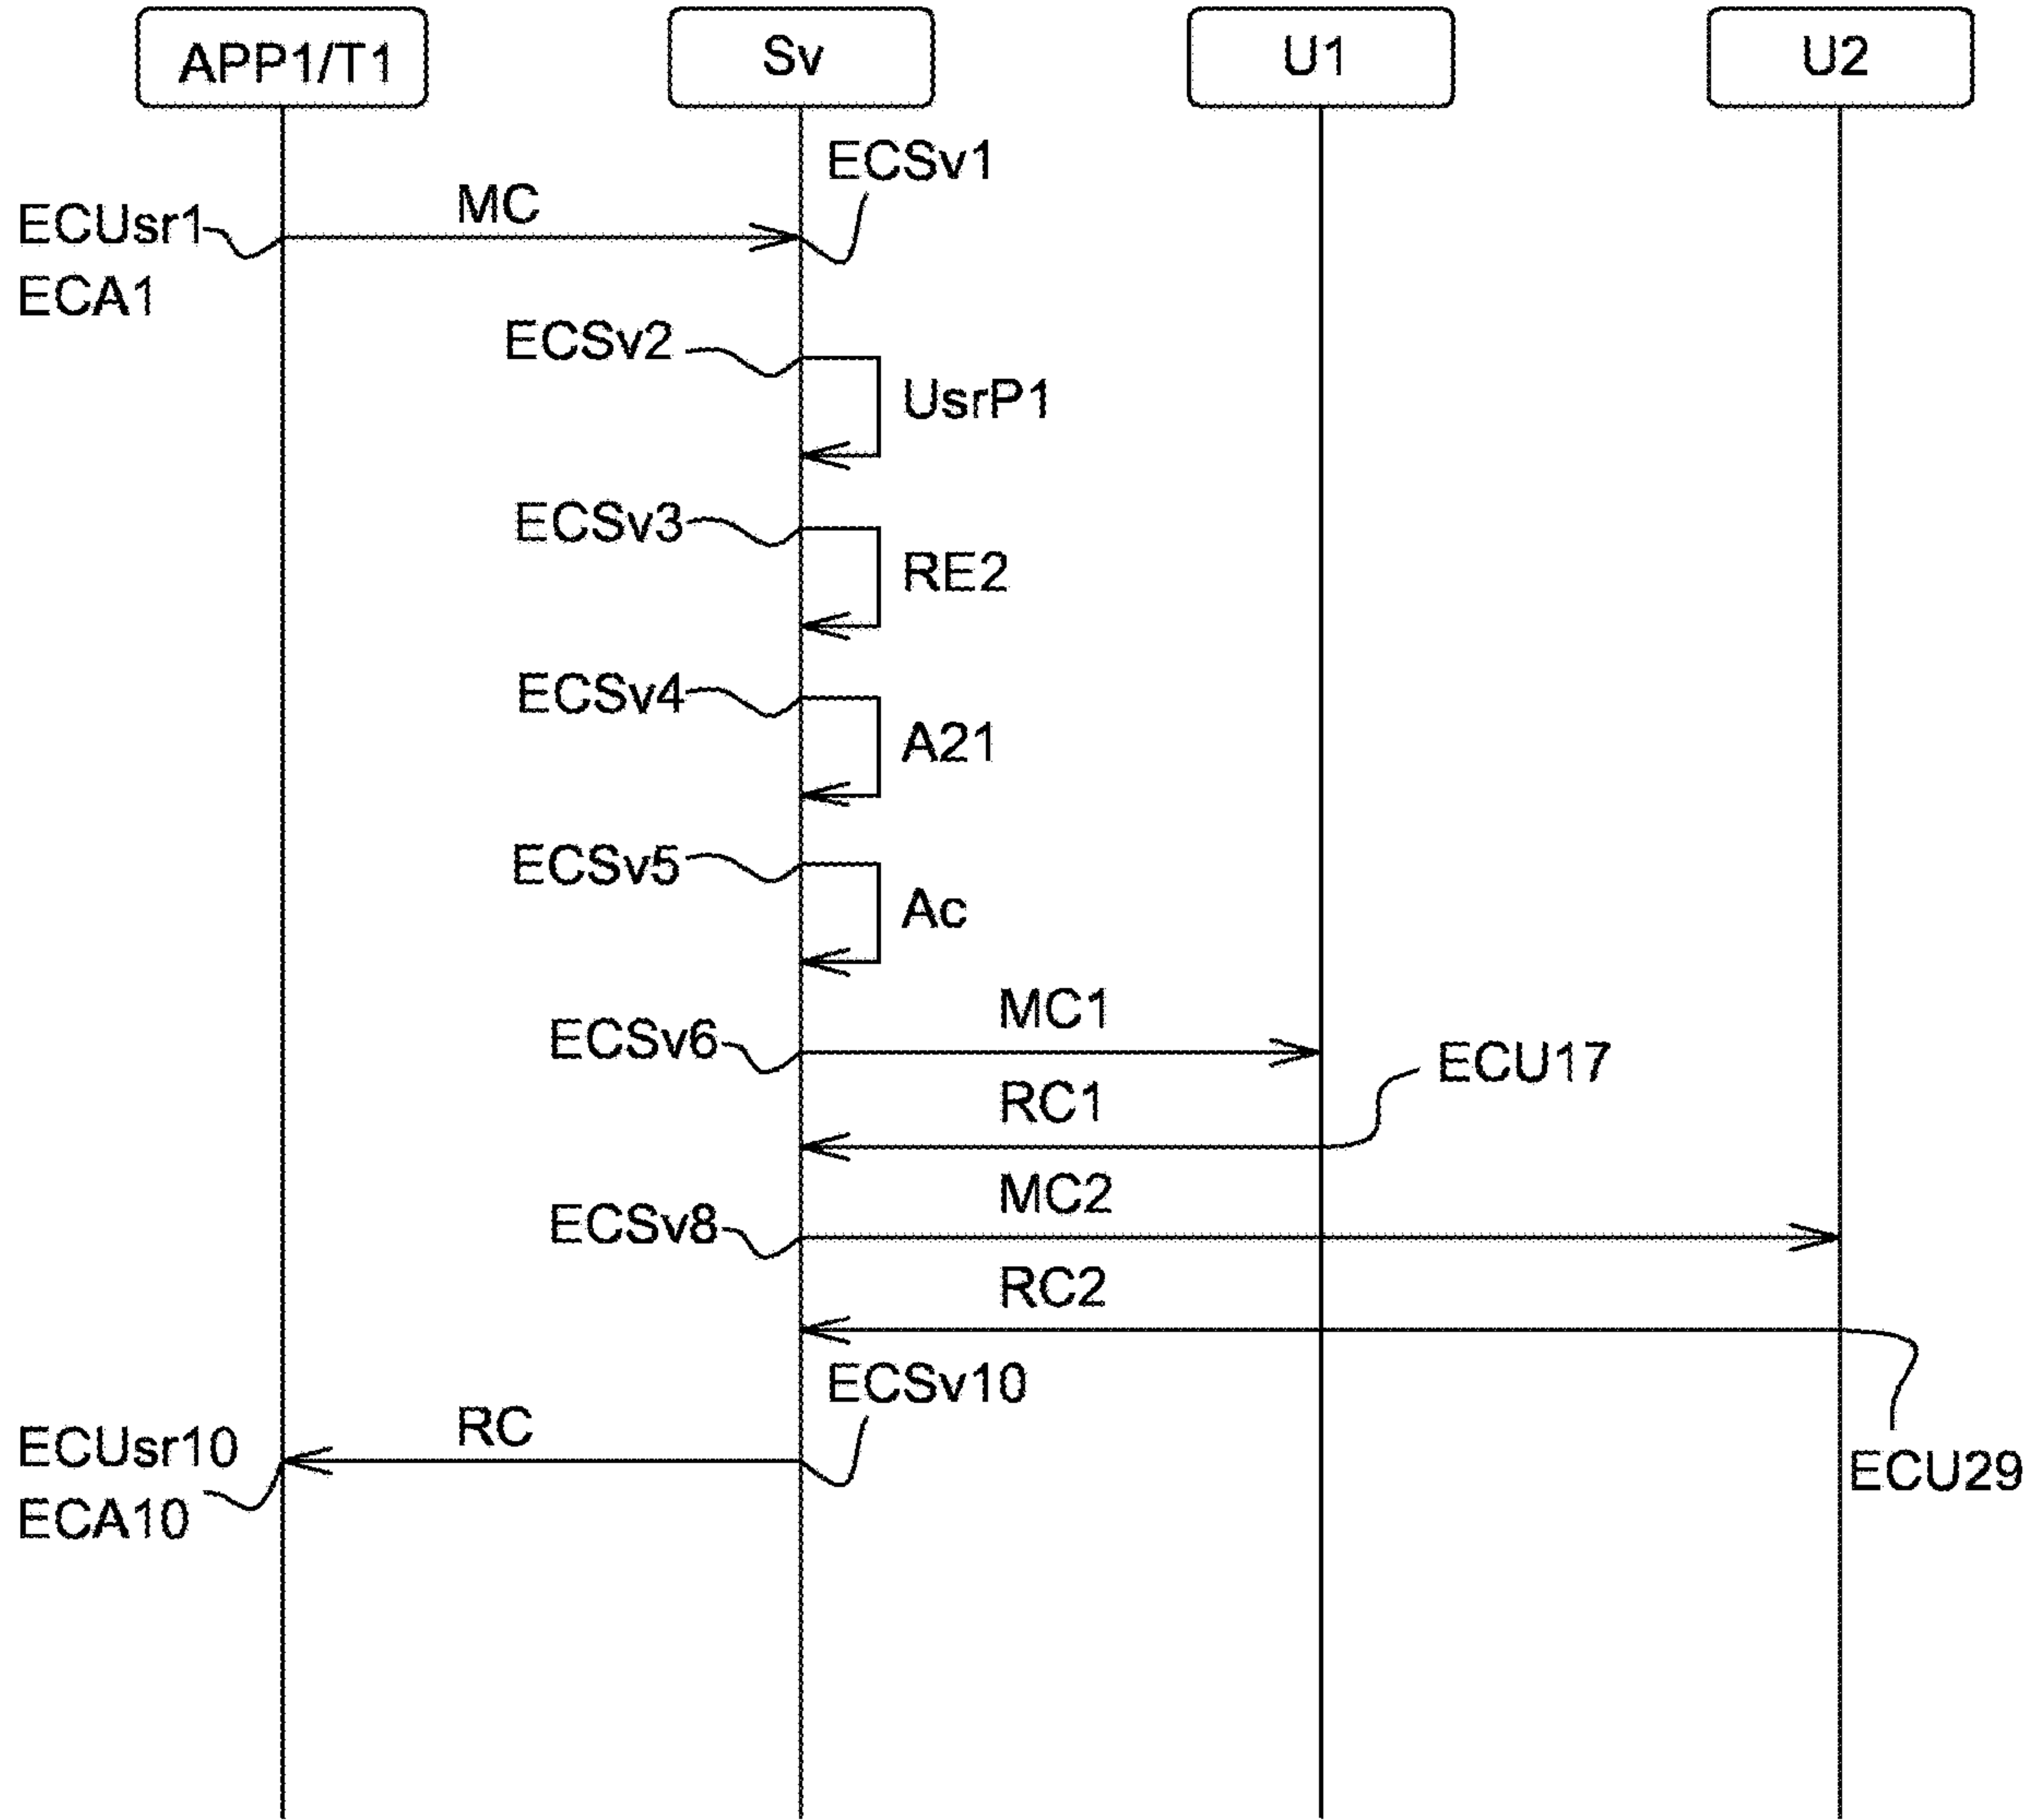 APP1/T1
Sv
U1
U2
ECSv1
MC
ECUsr1
ECA1
ECSv2
UsrP1
ECSv3
RE2
ECSv4
A21
ECSv5
Ac
MC1
ECSv6
ECU17
RC1
MC2
ECSv8
RC2
ECSv10
RC
ECUsr10
ECU29
ECA10